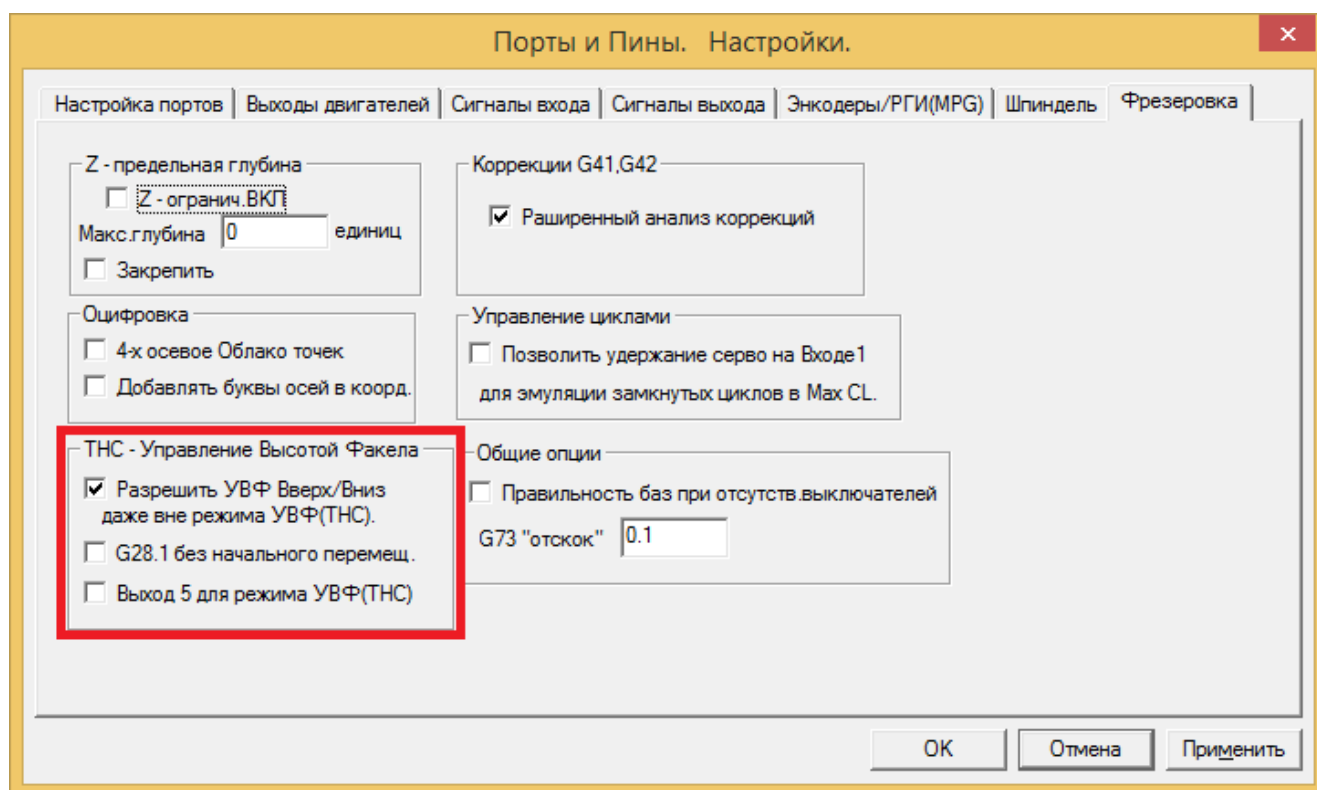 Порты и Пины. Настройки.
×
Настройка портов Выходы двигателей Сигналы входа Сигналы выхода Энкодеры/РГИ(MPG) Шпиндель Фрезеровка
Z - предельная глубина
Z - огранич.ВКЛ
Макс.глубина 0 единиц
Закрепить
Коррекции G41,G42
Раширенный анализ коррекций
Оцифровка
4-х осевое Облако точек
Добавлять буквы осей в коорд.
Управление циклами
Позволить удержание серво на Входе1
для эмуляции замкнутых циклов в Max CL.
THC - Управление Высотой Факела
Разрешить УВФ Вверх/Вниз
даже вне режима УВФ(THC).
G28.1 без начального перемещ.
Выход 5 для режима УВФ(THC)
Общие опции
Правильность баз при отсутств.выключателей
G73 "отскок" 0.1
OK Отмена Применить